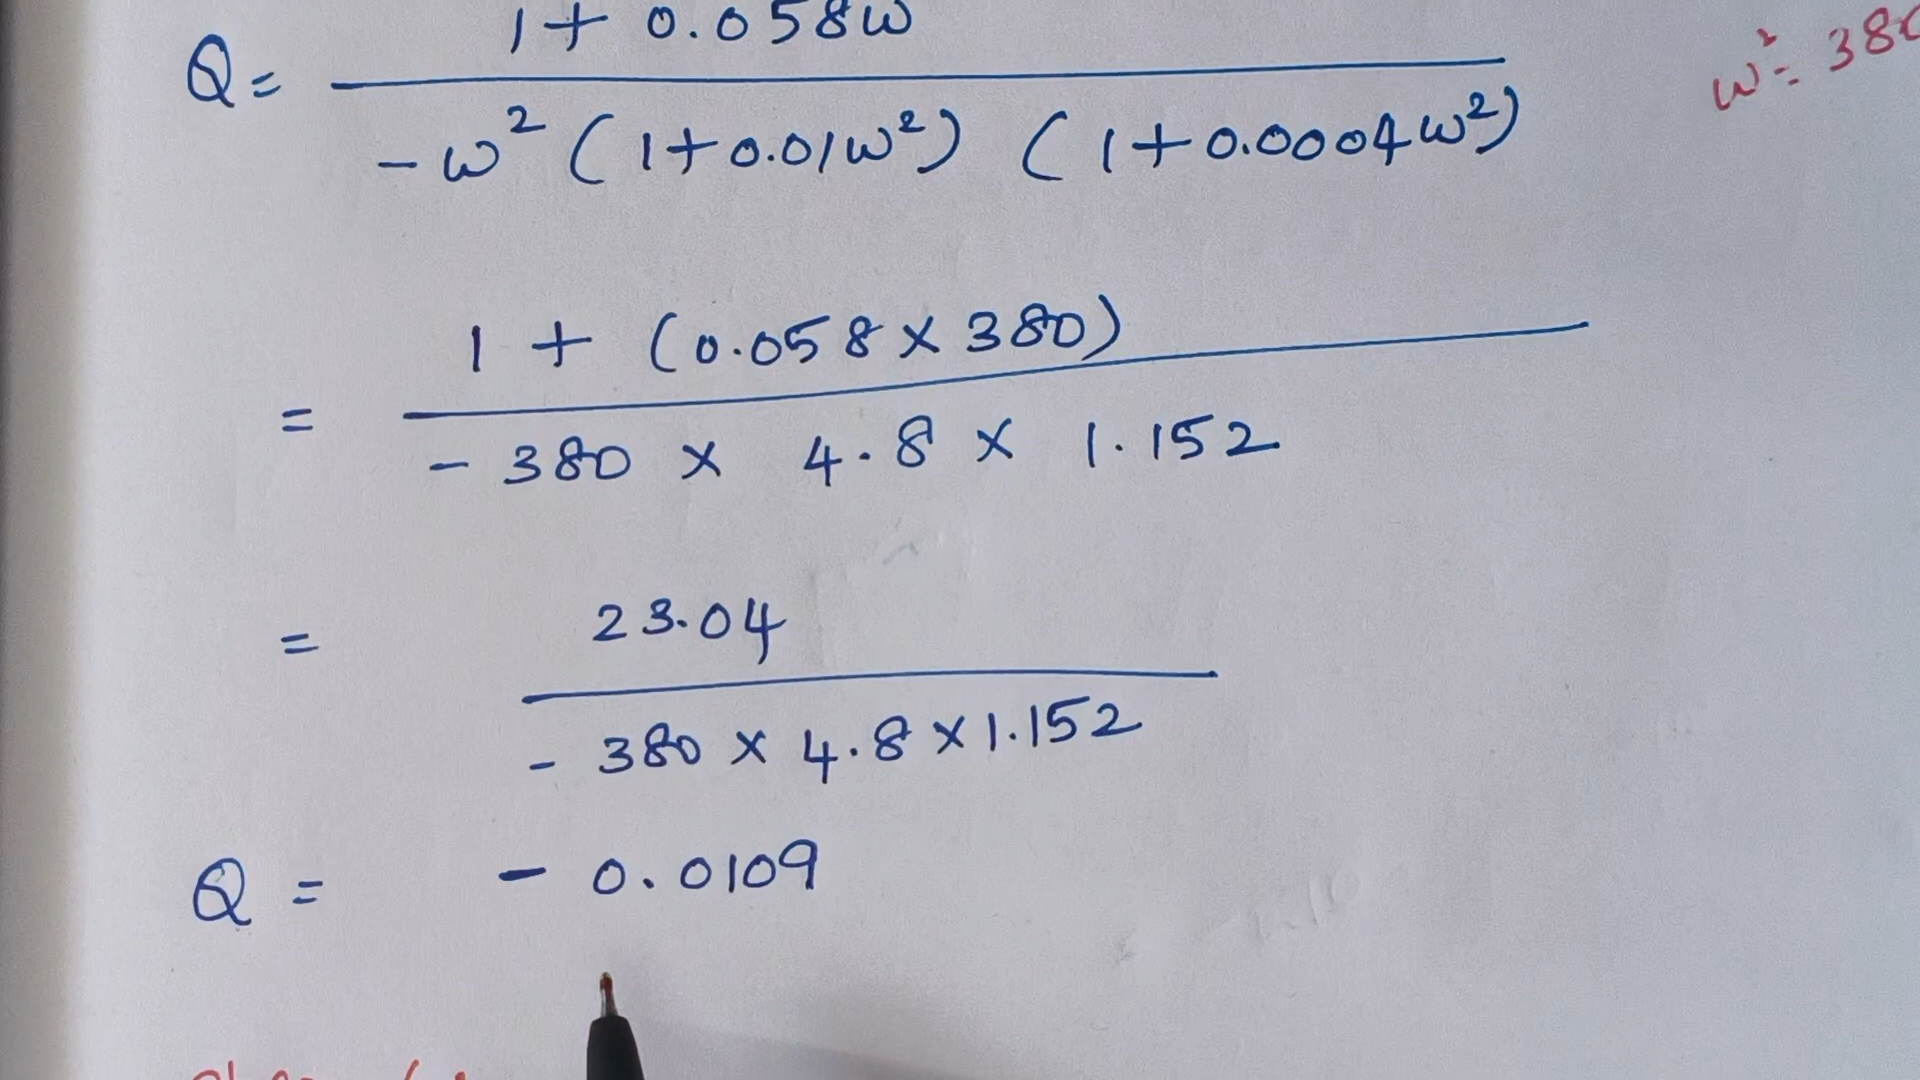 1 + 0.058ω
Q = 
-ω² (1+0.01ω²) (1+0.0004ω²)
ω² = 380
1 + (0.058 × 380)
=
- 380 × 4.8 × 1.152
23.04
=
- 380 × 4.8 × 1.152
Q = - 0.0109